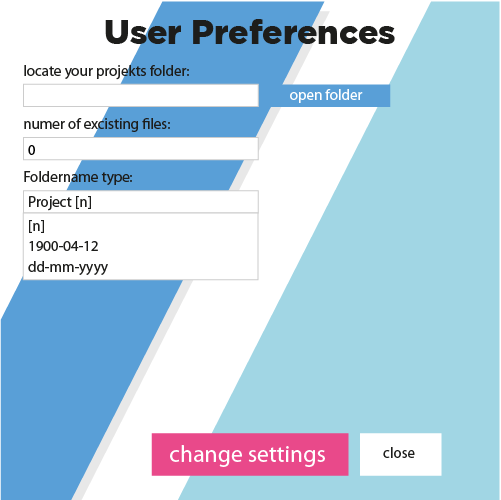 User Preferences
locate your projekts folder:
open folder
numer of excisting files:
0
Foldername type:
Project [n]
[n]
1900-04-12
dd-mm-yyyy
change settings
close